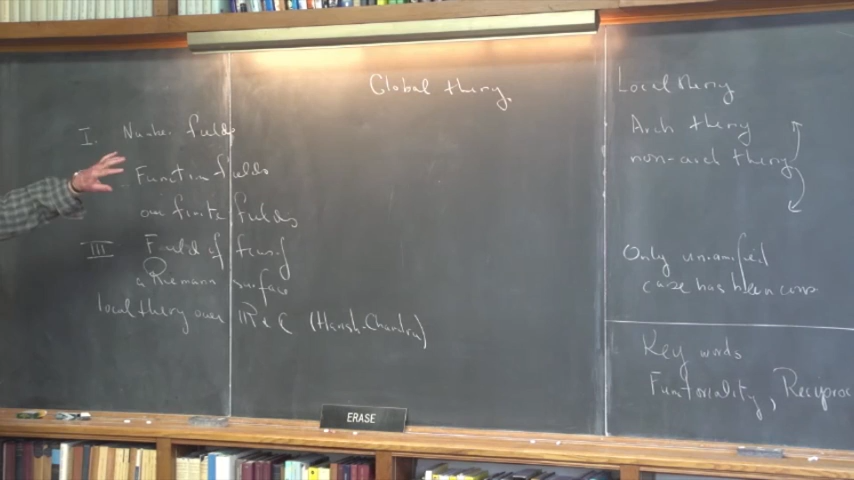 Global theory.
I. Number fields
Function fields
over finite fields
III Field of
a Riemann surface
local theory over IR & C (Harish-Chandra)
Local theory
Arch theory
non-arch theory
Only unramified
case has been cons
Key words
Functoriality, Reciproc
ERASE